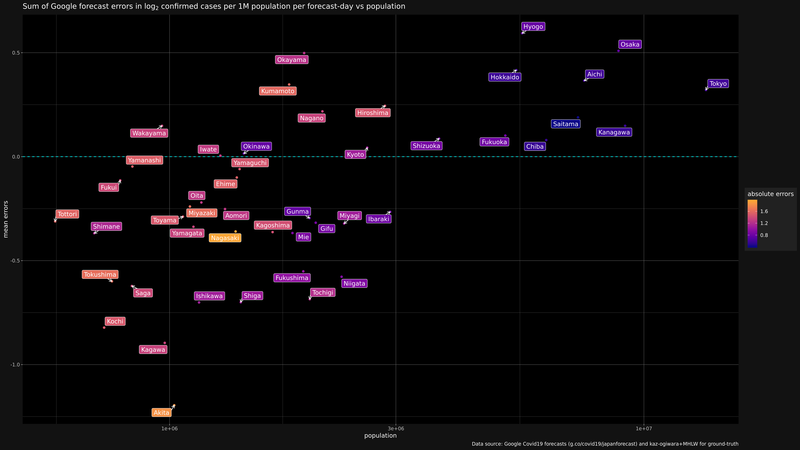 Sum of Google forecast errors in log2 confirmed cases per 1M population per forecast-day vs population
Hyogo
Osaka
0.5
Okayama
Aichi
Hokkaido
Tokyo
Kumamoto
Hiroshima
Nagano
Saitama
Wakayama
Kanagawa
Fukuoka
Shizuoka
Chiba
Okinawa
Iwate
Kyoto
0.0
Yamanashi
Yamaguchi
Ehime
Fukui
Oita
absolute errors
1.6
1.2
0.8
mean errors
Tottori
Miyazaki
Gunma
Aomori
Miyagi
Ibaraki
Toyama
Shimane
Kagoshima
Gifu
Yamagata
Nagasaki
Mie
-0.5
Tokushima
Fukushima
Niigata
Saga
Ishikawa
Shiga
Tochigi
Kochi
Kagawa
-1.0
Akita
1e+06
3e+06
1e+07
population
Data source: Google Covid19 forecasts (g.co/covid19/japanforecast) and kaz-ogiwara+MHLW for ground-truth